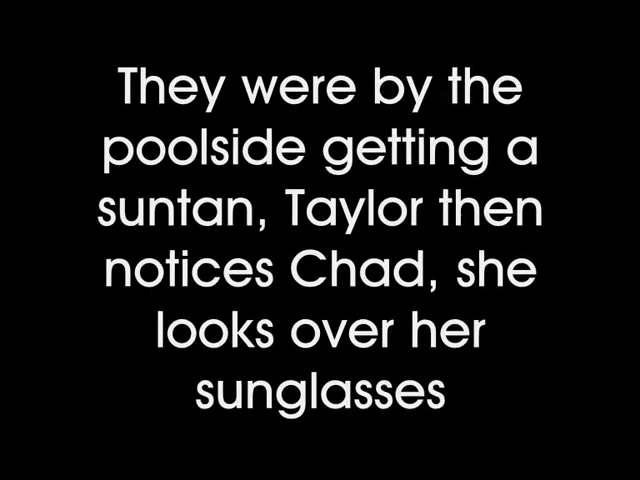 They were by the
poolside getting a
suntan, Taylor then
notices Chad, she
looks over her
sunglasses